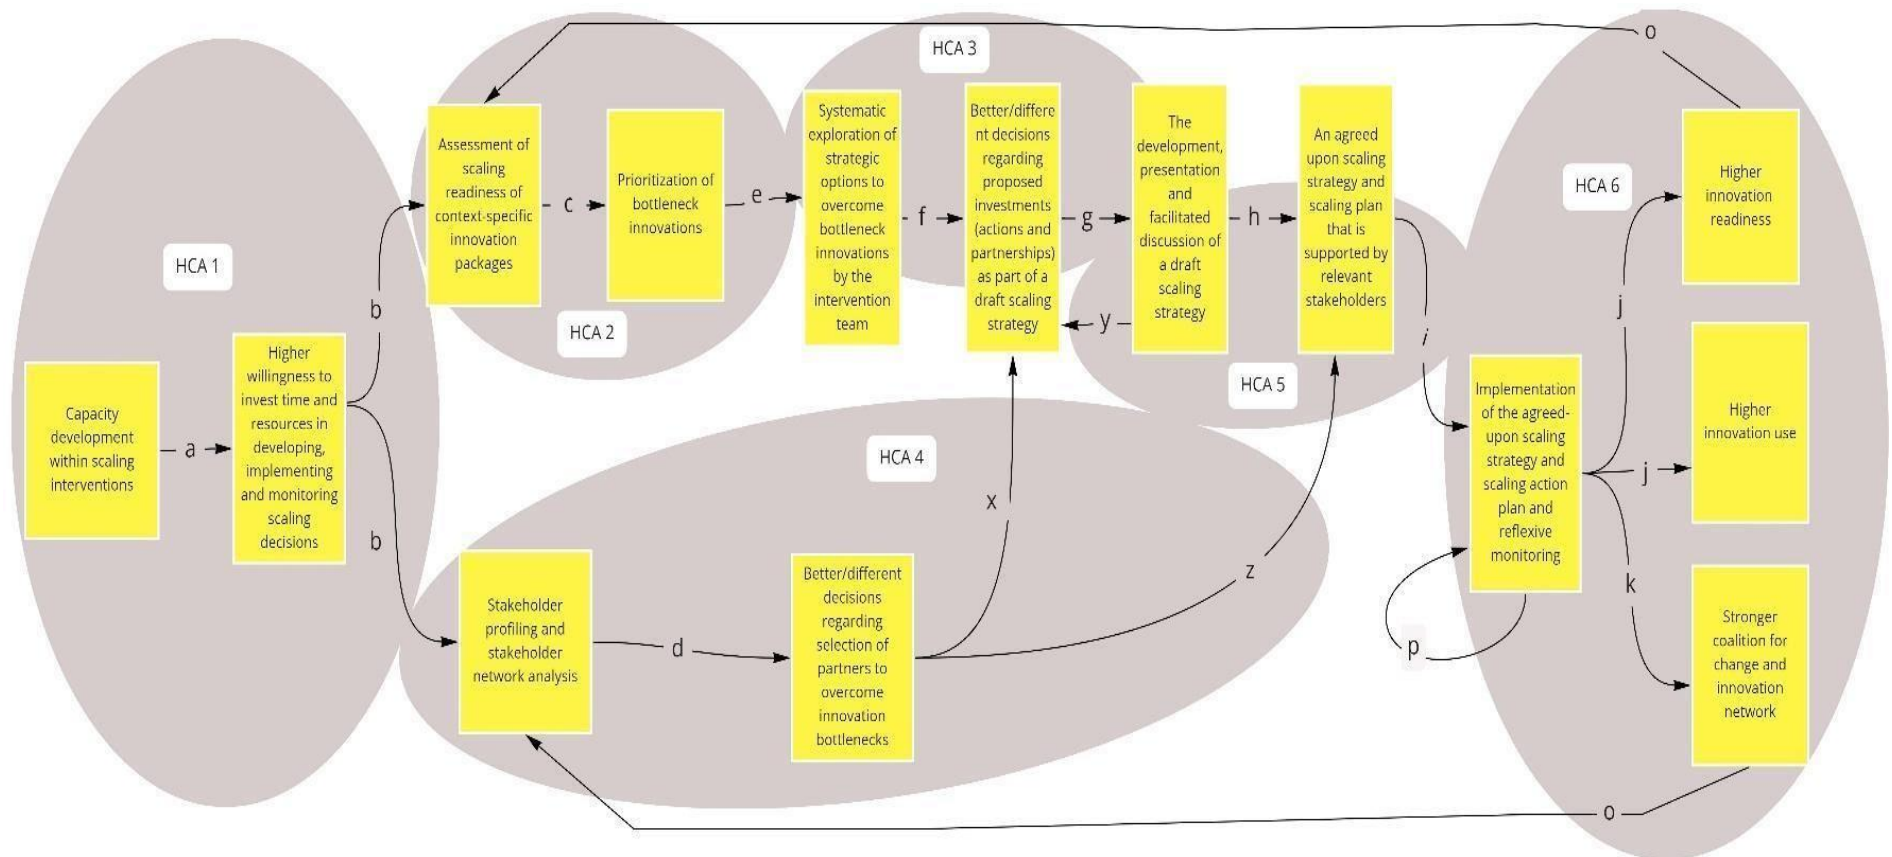 HCA 1
Capacity
development
within scaling
interventions
a
Higher
willingness to
invest time and
resources in
developing,
implementing
and monitoring
scaling
decisions
b
b
Assessment of
scaling
readiness of
context-specific
innovation
packages
c
Prioritization of
bottleneck
innovations
HCA 2
e
HCA 3
Systematic
exploration of
strategic
options to
overcome
bottleneck
innovations
by the
intervention
team
f
Better/differe
nt decisions
regarding
proposed
investments
(actions and
partnerships)
as part of a
draft scaling
strategy
g
y
The
development,
presentation
and
facilitated
discussion of
a draft
scaling
strategy
h
An agreed
upon scaling
strategy and
scaling plan
that is
supported by
relevant
stakeholders
HCA 5
i
HCA 4
Stakeholder
profiling and
stakeholder
network analysis
d
Better/different
decisions
regarding
selection of
partners to
overcome
innovation
bottlenecks
x
z
HCA 6
Implementation
of the agreed-
upon scaling
strategy and
scaling action
plan and
reflexive
monitoring
p
j
j
k
Higher
innovation
readiness
Higher
innovation use
Stronger
coalition for
change and
innovation
network
o
o